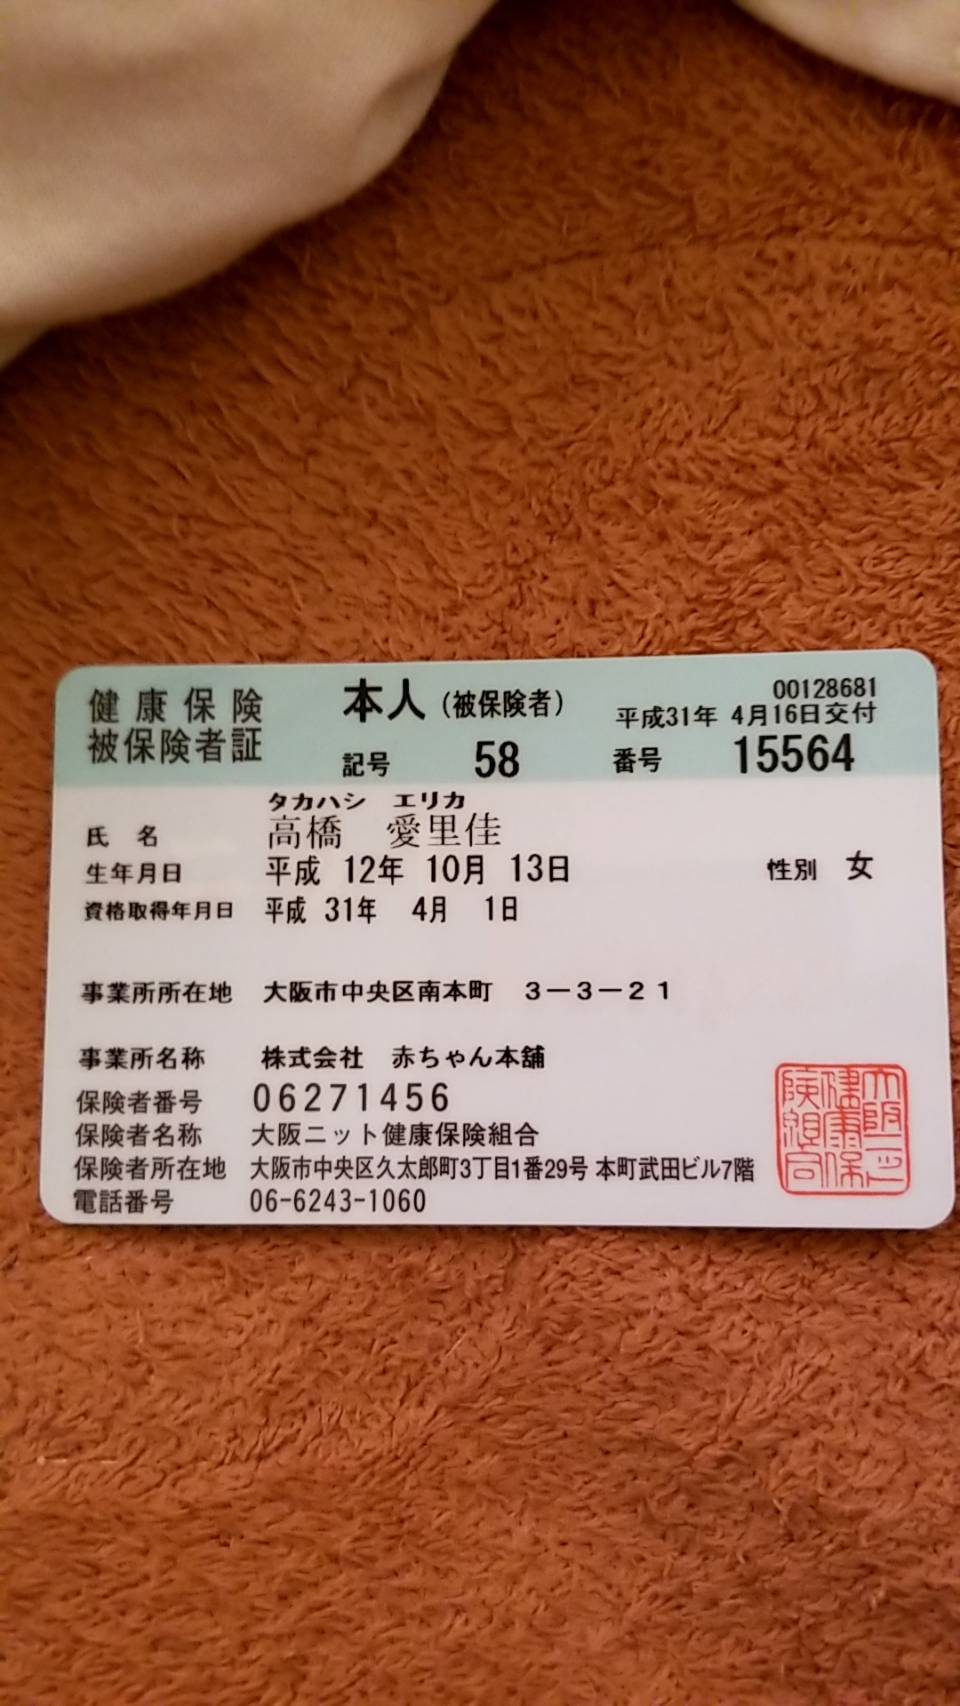 00128681
健康保険 本人(被保険者) 平成31年 4月16日交付
被保険者証 記号 58 番号 15564
タカハシ エリカ
氏名 高橋 愛里佳
生年月日 平成 12年 10月 13日 性別 女
資格取得年月日 平成 31年 4月 1日
事業所所在地 大阪市中央区南本町 3-3-21
事業所名称 株式会社 赤ちゃん本舗
保険者番号 06271456
保険者名称 大阪ニット健康保険組合
保険者所在地 大阪市中央区久太郎町3丁目1番29号 本町武田ビル7階
電話番号 06-6243-1060